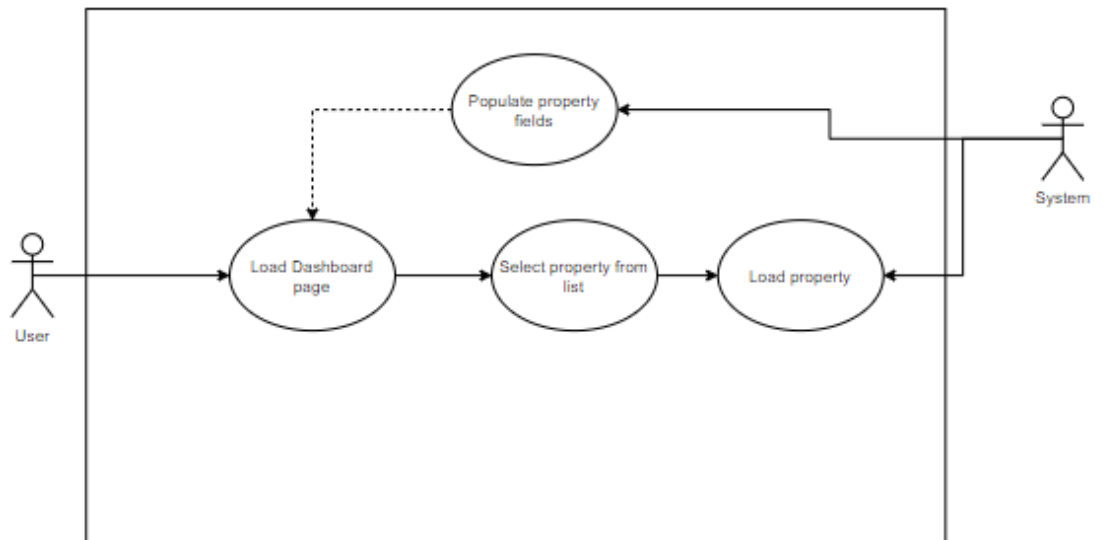 Populate property
fields
System
Load Dashboard
page
Select property from
list
Load property
User